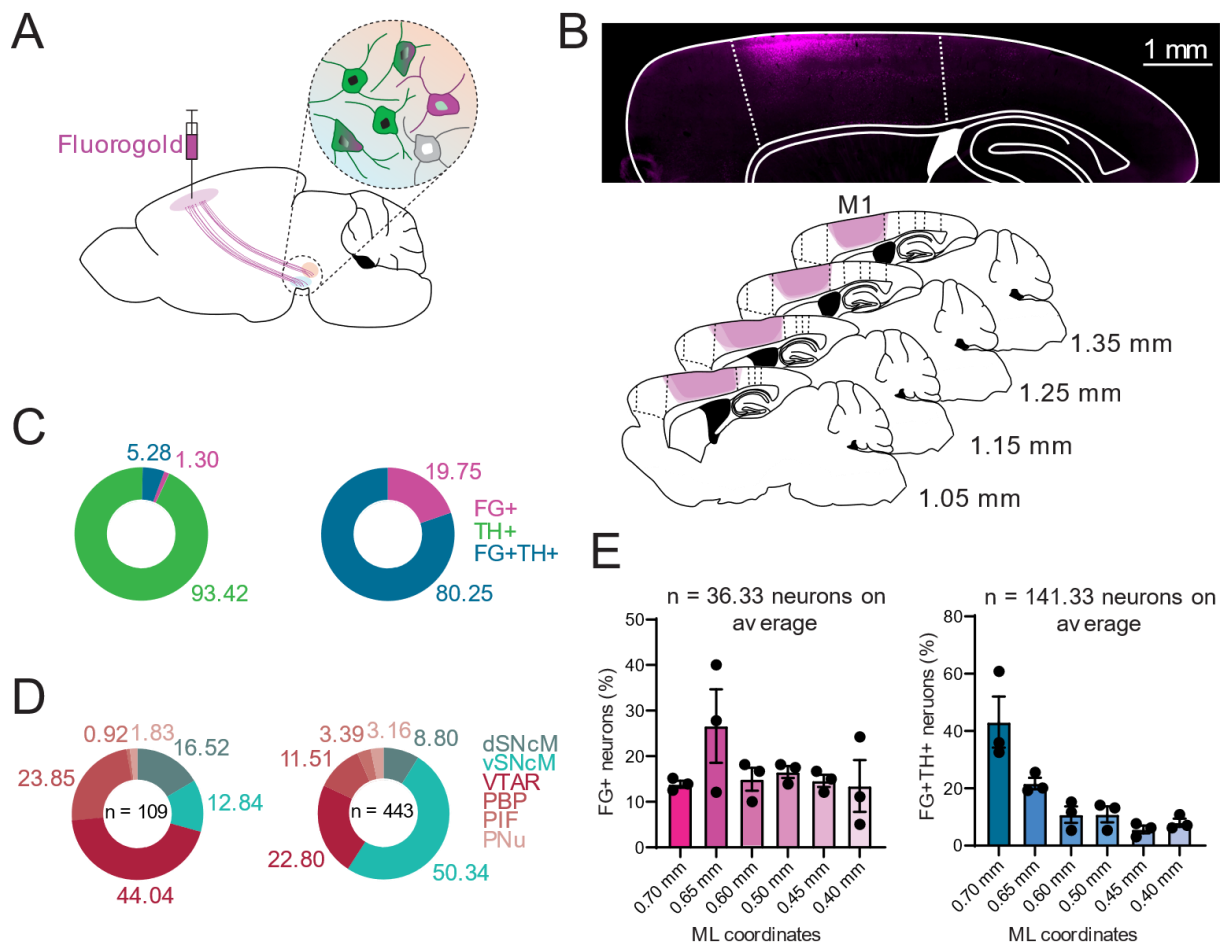 A
Fluorogold
B
1 mm
M1
1.35 mm
1.25 mm
1.15 mm
1.05 mm
C
5.28
1.30
93.42
19.75
80.25
FG+
TH+
FG+TH+
D
0.92
1.83
16.52
12.84
44.04
23.85
n = 109
3.39
3.16
8.80
50.34
22.80
11.51
n = 443
dSNcM
vSNcM
VTAR
PBP
PIF
PNu
E
n = 36.33 neurons on
av erage
FG+ neurons (%)
50
40
30
20
10
0
0.70 mm
0.65 mm
0.60 mm
0.50 mm
0.45 mm
0.40 mm
ML coordinates
n = 141.33 neurons on
av erage
FG+TH+ neruons (%)
80
60
40
20
0
0.70 mm
0.65 mm
0.60 mm
0.50 mm
0.45 mm
0.40 mm
ML coordinates